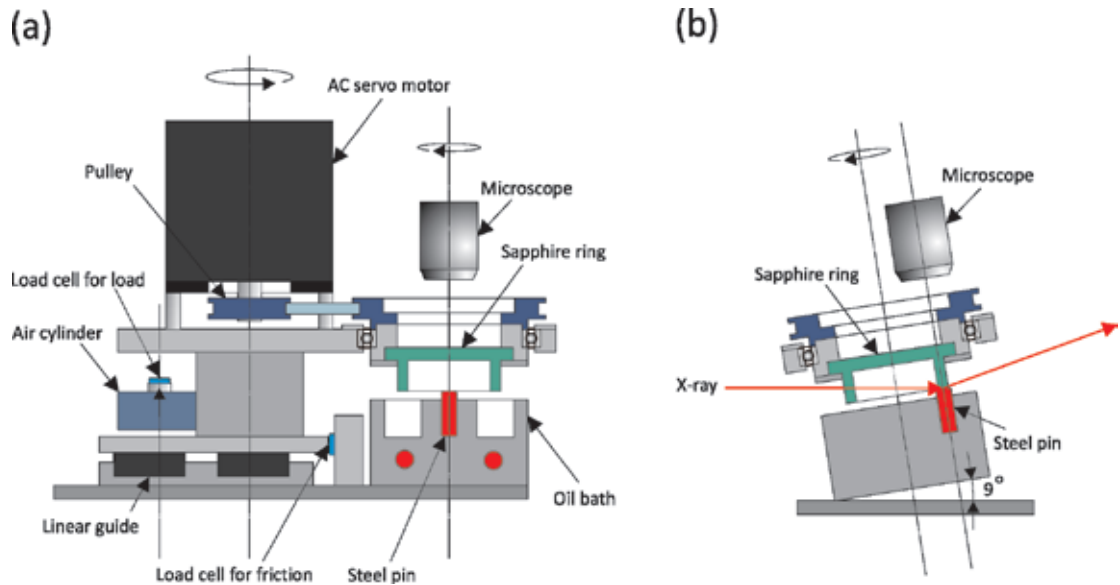 (a)
AC servo motor
Pulley
Microscope
Sapphire ring
Load cell for load
Air cylinder
Linear guide
Load cell for friction
Steel pin
Oil bath
(b)
Microscope
Sapphire ring
X-ray
Steel pin
9°